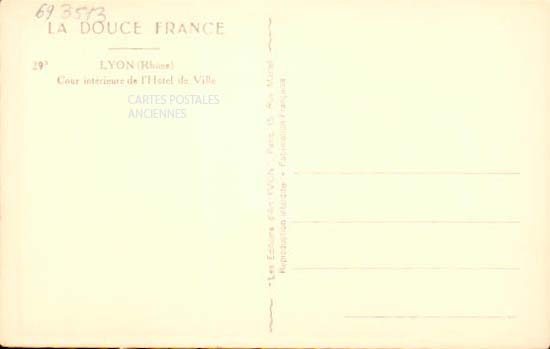 69 3513
LA DOUCE FRANCE
LYON (Rhône)
Cour intérieure de l'Hôtel de Ville
CARTES POSTALES
ANCIENNES
"Les Editions d'Art YVON", Paris, 15, Rue Martel
Reproduction interdite • Fabrication Française